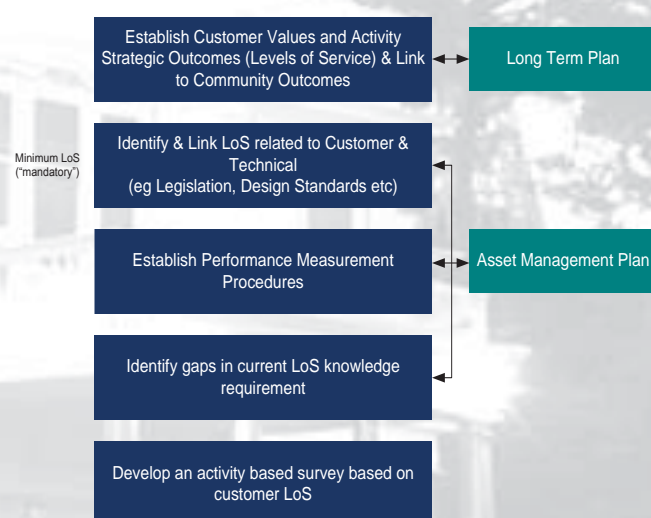 Establish Customer Values and Activity
Strategic Outcomes (Levels of Service) & Link
to Community Outcomes
Long Term Plan
Minimum LoS
("mandatory")
Identify & Link LoS related to Customer &
Technical
(eg Legislation, Design Standards etc)
Establish Performance Measurement
Procedures
Asset Management Plan
Identify gaps in current LoS knowledge
requirement
Develop an activity based survey based on
customer LoS